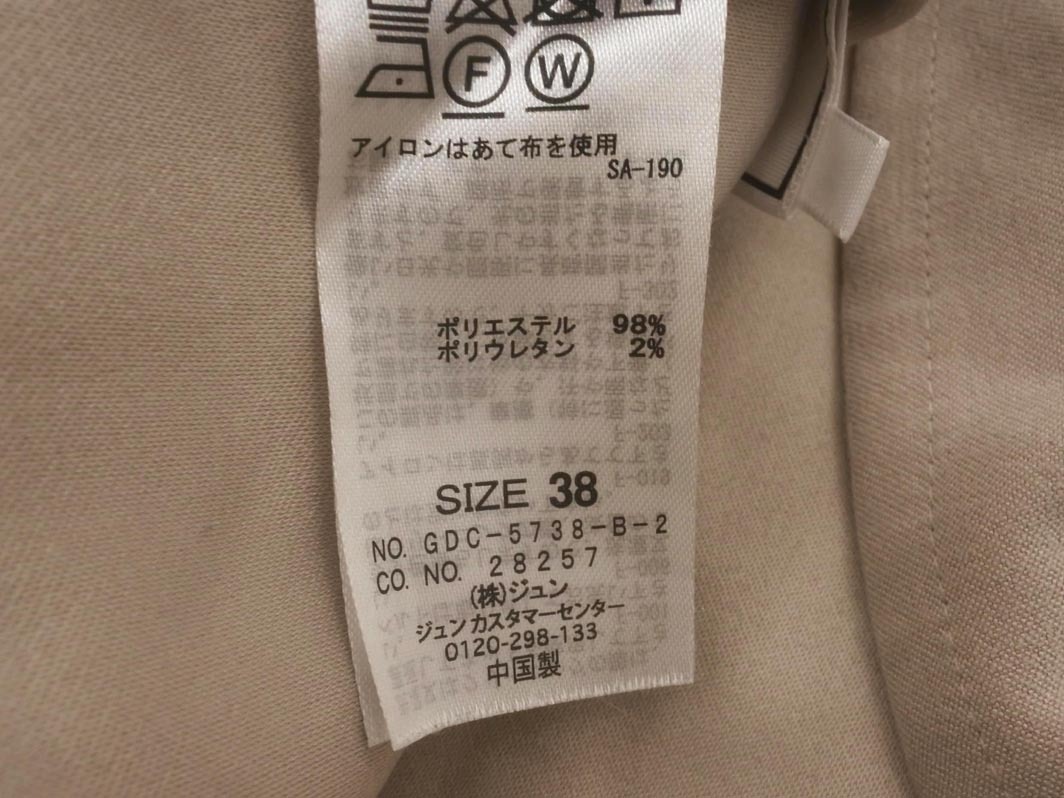 F W
アイロンはあて布を使用
SA-190
ポリエステル 98%
ポリウレタン 2%
SIZE 38
NO. GDC-5738-B-2
CO. NO. 28257
(株)ジュン
ジュンカスタマーセンター
0120-298-133
中国製